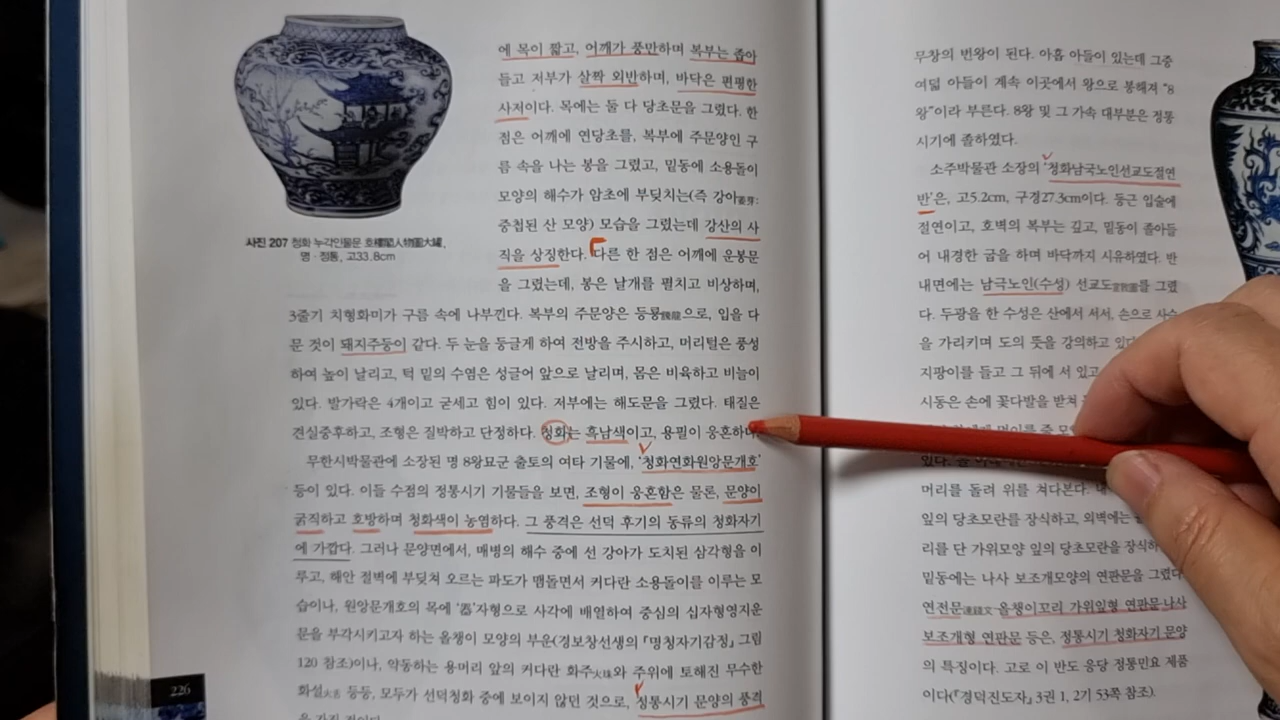 에 목이 짧고, 어깨가 풍만하며 복부는 좁아
들고 저부가 살짝 외반하며, 바닥은 편평한
사저이다. 목에는 둘 다 당초문을 그렸다. 한
점은 어깨에 연당초를, 복부에 주문양인 구
름 속을 나는 봉을 그렸고, 밑동에 소용돌이
모양의 해수가 암초에 부딪치는(즉 강아姜芽:
중첩된 산 모양) 모습을 그렸는데 강산의 사
직을 상징한다. 다른 한 점은 어깨에 운봉문
을 그렸는데, 봉은 날개를 펼치고 비상하며,
사진 207 청화 누각인물문 호樓閣人物圖大罐,
명·정통, 고33.8cm
3줄기 치형화미가 구름 속에 나부낀다. 복부의 주문양은 등룡으로, 입을 다
문 것이 돼지주둥이 같다. 두 눈을 둥글게 하여 전방을 주시하고, 머리털은 풍성
하여 높이 날리고, 턱 밑의 수염은 성글어 앞으로 날리며, 몸은 비육하고 비늘이
있다. 발가락은 4개이고 굳세고 힘이 있다. 저부에는 해도문을 그렸다. 태질은
견실중후하고, 조형은 질박하고 단정하다. 청화는 흑남색이고, 용필이 웅혼하다.
무한시박물관에 소장된 명 8왕묘군 출토의 여타 기물에, '청화연화원앙문개호'
등이 있다. 이들 수점의 정통시기 기물들을 보면, 조형이 웅혼함은 물론, 문양이
굵직하고 호방하며 청화색이 농염하다. 그 풍격은 선덕 후기의 동류의 청화자기
에 가깝다. 그러나 문양면에서, 매병의 해수 중에 선 강아가 도치된 삼각형을 이
루고, 해안 절벽에 부딪쳐 오르는 파도가 맴돌면서 커다란 소용돌이를 이루는 모
습이나, 원앙문개호의 목에 '器'자형으로 사각에 배열하여 중심의 십자형영지운
문을 부각시키고자 하는 올챙이 모양의 부운(경보창선생의 『명청자기감정』 그림
120 참조)이나, 약동하는 용머리 앞의 커다란 화주火珠와 주위에 토해진 무수한
화설火舌 등등, 모두가 선덕청화 중에 보이지 않던 것으로, 정통시기 문양의 풍격
226
무창의 번왕이 된다. 아홉 아들이 있는데 그중
여덟 아들이 계속 이곳에서 왕으로 봉해져 "8
왕"이라 부른다. 8왕 및 그 가속 대부분은 정통
시기에 졸하였다.
소주박물관 소장의 '청화남국노인선교도절연
반'은, 고5.2cm, 구경27.3cm이다. 둥근 입술에
절연이고, 호벽의 복부는 깊고, 밑동이 졸아들
어 내경한 굽을 하며 바닥까지 시유하였다. 반
내면에는 남극노인(수성) 선교도를 그렸
다. 두광을 한 수성은 산에서 서서, 손으로 사슴
을 가리키며 도의 뜻을 강의하고 있다
지팡이를 들고 그 뒤에 서 있고
시동은 손에 꽃다발을 받쳐
있다.
머리를 돌려 위를 쳐다본다.
잎의 당초모란을 장식하고, 외벽에는
리를 단 가위모양 잎의 당초모란을 장식하
밑동에는 나사 보조개모양의 연판문을 그렸다
연전문連錢文·올챙이꼬리 가위잎형 연판문·나사
보조개형 연판문 등은, 정통시기 청화자기 문양
의 특징이다. 고로 이 반도 응당 정통민요 제품
이다(『경덕진도자』 3권 1, 2기 53쪽 참조).